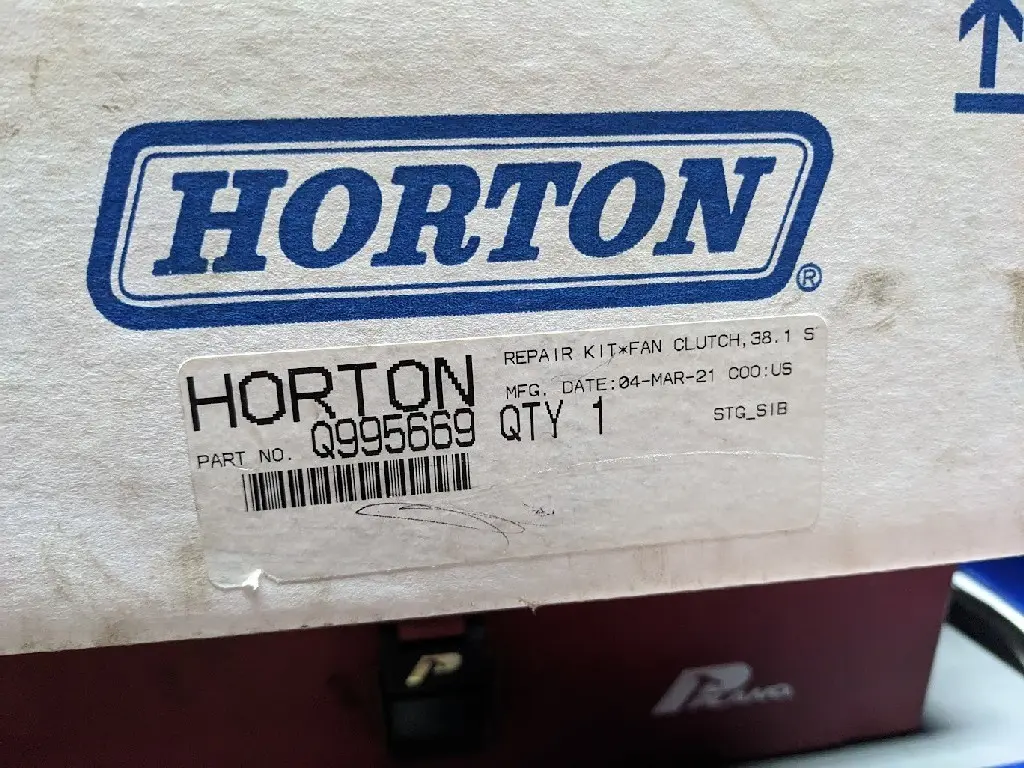 HORTON
®
HORTON
REPAIR KIT*FAN CLUTCH,38.1 S
MFG. DATE:04-MAR-21 COO:US
PART NO. Q995669 QTY 1
STG_SIB
P